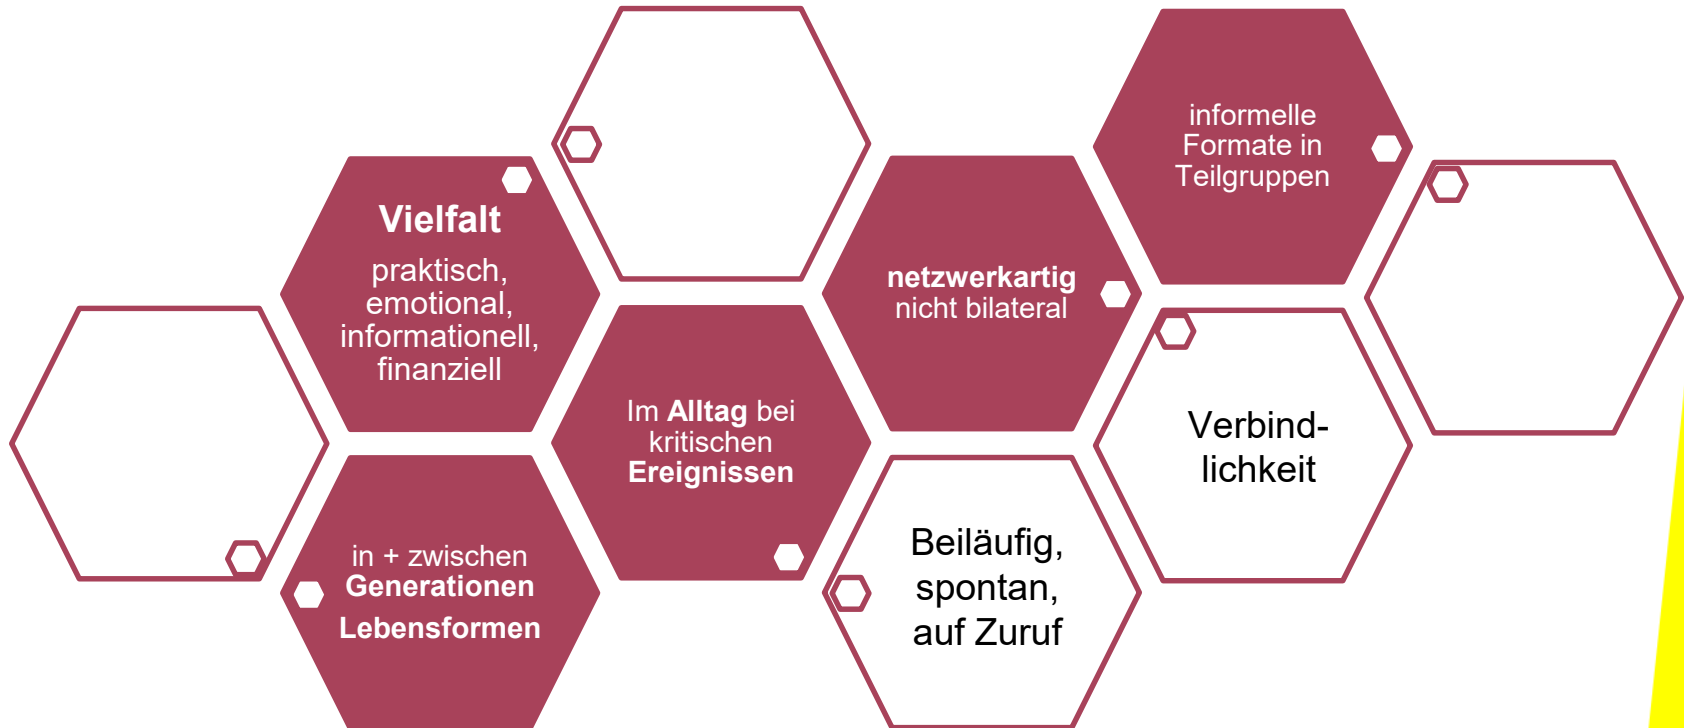 Vielfalt
praktisch,
emotional,
informationell,
finanziell
in + zwischen
Generationen
Lebensformen
Im Alltag bei
kritischen
Ereignissen
netzwerkartig
nicht bilateral
Beiläufig,
spontan,
auf Zuruf
informelle
Formate in
Teilgruppen
Verbind-
lichkeit